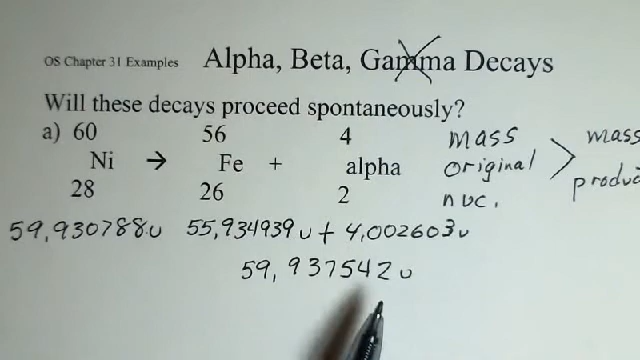 OS Chapter 31 Examples Alpha, Beta, Gamma Decays
Will these decays proceed spontaneously?
a) 60 56 4 mass
Ni → Fe + alpha original > mass
28 26 2 nuc. produ
59,930788u 55,934939u + 4,002603u
59,937542u